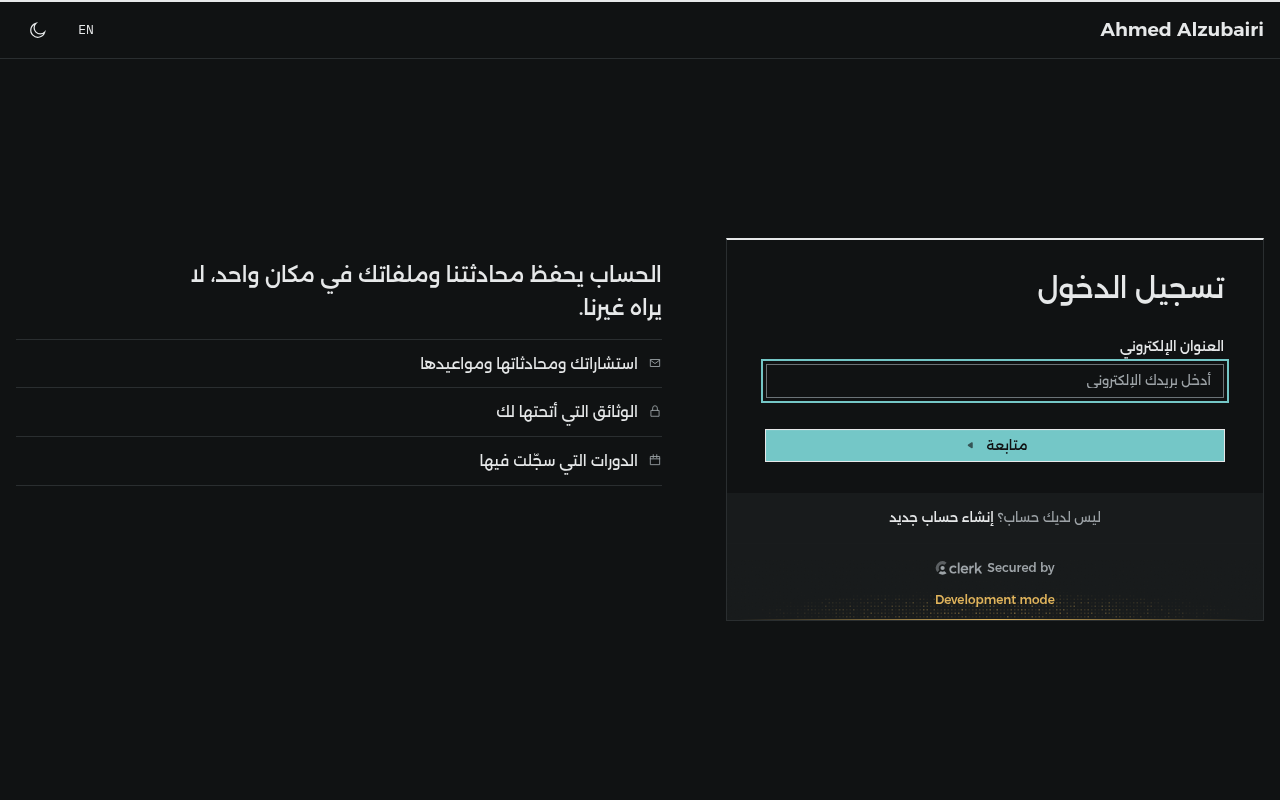 Ahmed Alzubairi
EN
تسجيل الدخول
العنوان الإلكتروني
أدخل بريدك الإلكتروني
متابعة
ليس لديك حساب؟ إنشاء حساب جديد
Secured by clerk
Development mode
الحساب يحفظ محادثتنا وملفاتك في مكان واحد، لا
يراه غيرنا.
استشاراتك ومحادثاتها ومواعيدها
الوثائق التي أتحتها لك
الدورات التي سجّلت فيها